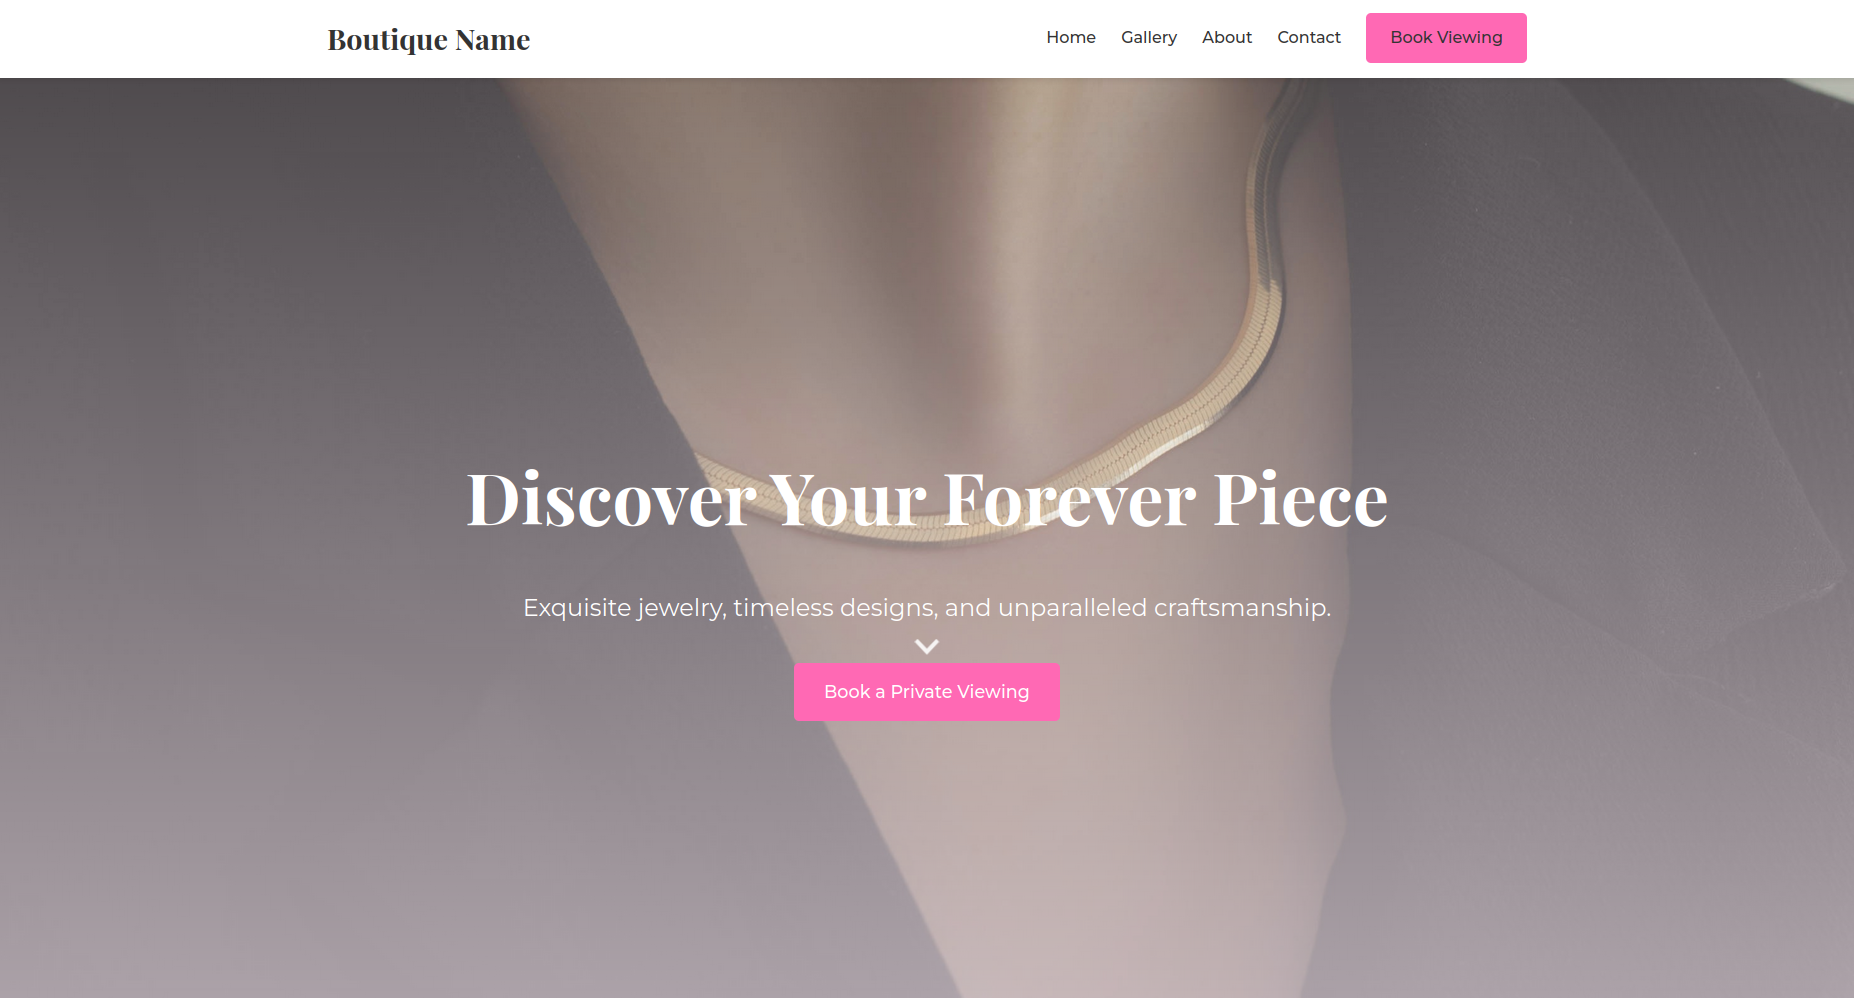 Boutique Name
Home Gallery About Contact Book Viewing
Discover Your Forever Piece
Exquisite jewelry, timeless designs, and unparalleled craftsmanship.
Book a Private Viewing